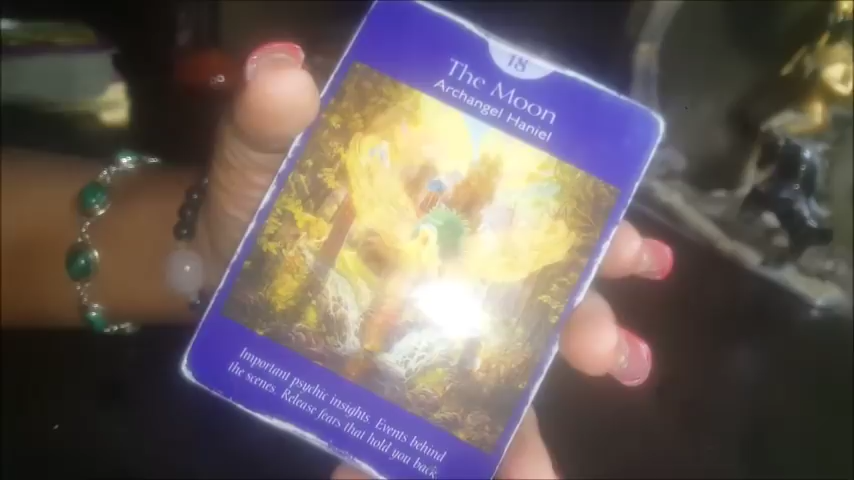 18
The Moon
Archangel Haniel
Important psychic insights. Events behind
the scenes. Release fears that hold you back.